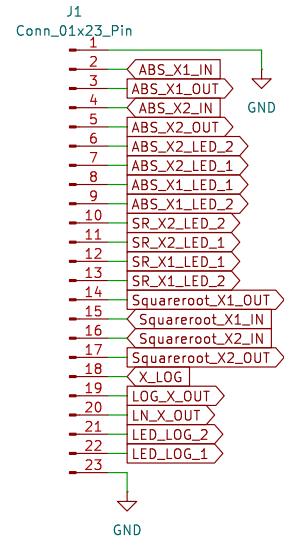 J1
Conn_01x23_Pin
1
2 ABS_X1_IN
3 ABS_X1_OUT
GND
4 ABS_X2_IN
5 ABS_X2_OUT
6 ABS_X2_LED_2
7 ABS_X2_LED_1
8 ABS_X1_LED_1
9 ABS_X1_LED_2
10 SR_X2_LED_2
11 SR_X2_LED_1
12 SR_X1_LED_1
13 SR_X1_LED_2
14 Squareroot_X1_OUT
15 Squareroot_X1_IN
16 Squareroot_X2_IN
17 Squareroot_X2_OUT
18 X_LOG
19 LOG_X_OUT
20 LN_X_OUT
21 LED_LOG_2
22 LED_LOG_1
23
GND